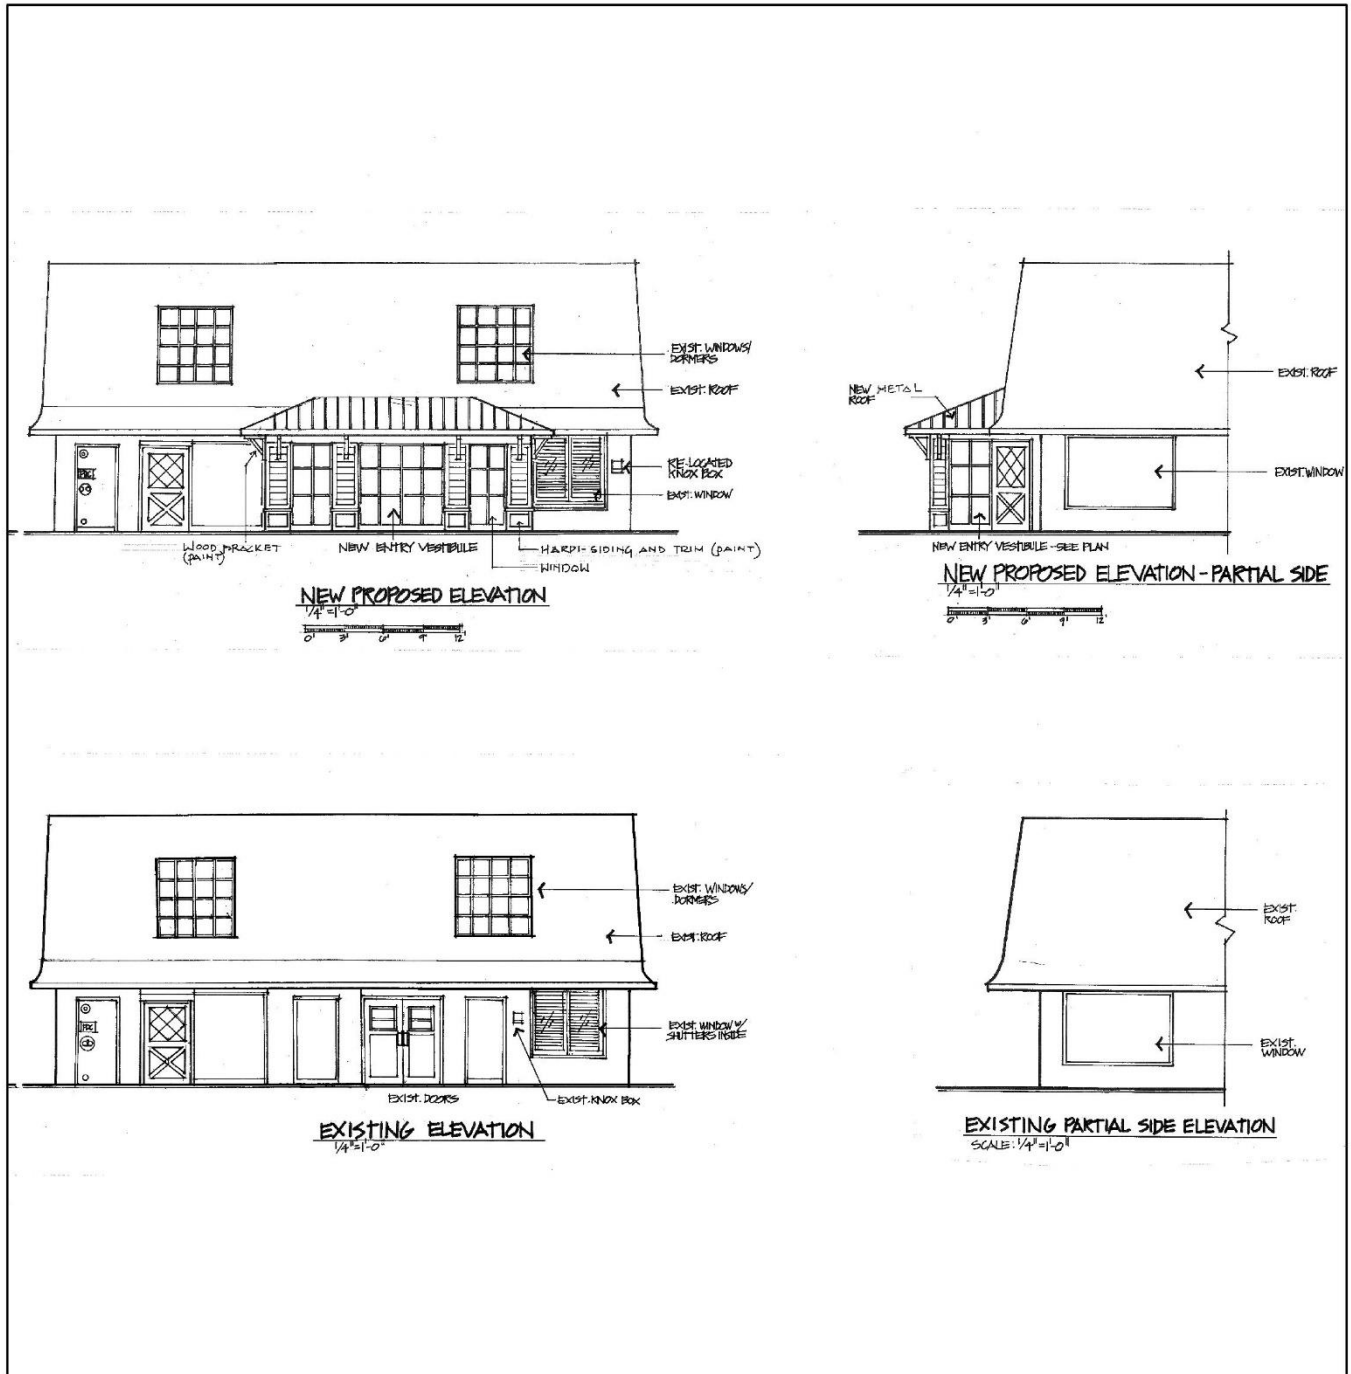 EXIST. WINDOWS/
DORMERS
EXIST. ROOF
RE-LOCATED
KNOX BOX
EXIST. WINDOW
WOOD BRACKET
(PAINT)
NEW ENTRY VESTIBULE
HARDI-SIDING AND TRIM (PAINT)
WINDOW
NEW PROPOSED ELEVATION
1/4"=1'-0"
0' 3' 6' 9' 12'
EXIST. ROOF
NEW METAL
ROOF
EXIST. WINDOW
NEW ENTRY VESTIBULE - SEE PLAN
NEW PROPOSED ELEVATION - PARTIAL SIDE
1/4"=1'-0"
0' 3' 6' 9' 12'
EXIST. WINDOWS/
DORMERS
EXIST. ROOF
EXIST. WINDOW W/
SHUTTERS INSIDE
EXIST. DOORS
EXIST. KNOX BOX
EXISTING ELEVATION
1/4"=1'-0"
EXIST.
ROOF
EXIST.
WINDOW
EXISTING PARTIAL SIDE ELEVATION
SCALE: 1/4"=1'-0"